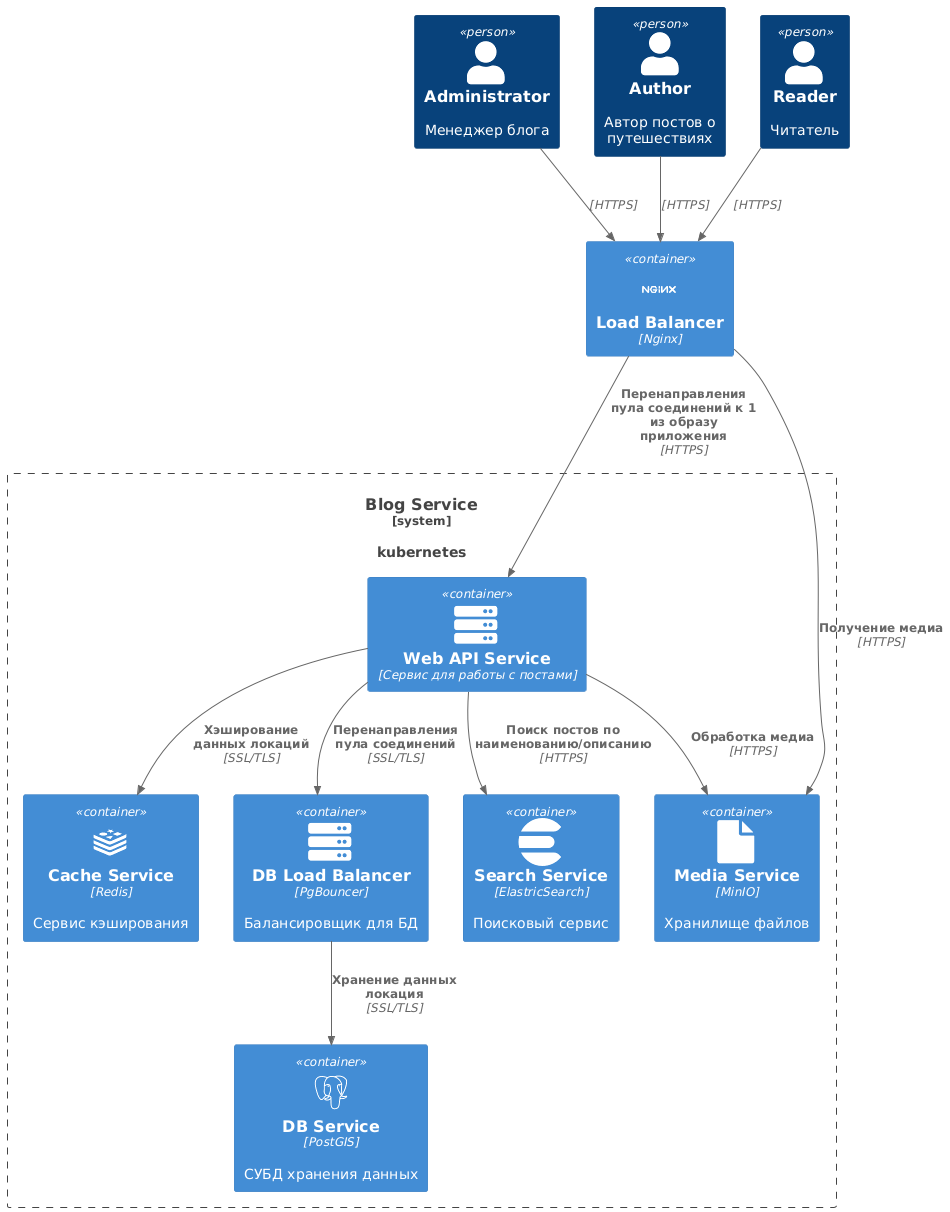 «person»
Administrator
Менеджер блога
«person»
Author
Автор постов о
путешествиях
«person»
Reader
Читатель
[HTTPS]
[HTTPS]
[HTTPS]
«container»
NGINX
Load Balancer
[Nginx]
Перенаправления
пула соединений к 1
из образу
приложения
[HTTPS]
Blog Service
[system]
kubernetes
«container»
Web API Service
[Сервис для работы с постами]
Получение медиа
[HTTPS]
Хэширование
данных локаций
[SSL/TLS]
Перенаправления
пула соединений
[SSL/TLS]
Поиск постов по
наименованию/описанию
[HTTPS]
Обработка медиа
[HTTPS]
«container»
Cache Service
[Redis]
Сервис кэширования
«container»
DB Load Balancer
[PgBouncer]
Балансировщик для БД
«container»
Search Service
[ElasticSearch]
Поисковый сервис
«container»
Media Service
[MinIO]
Хранилище файлов
Хранение данных
локация
[SSL/TLS]
«container»
DB Service
[PostGIS]
СУБД хранения данных